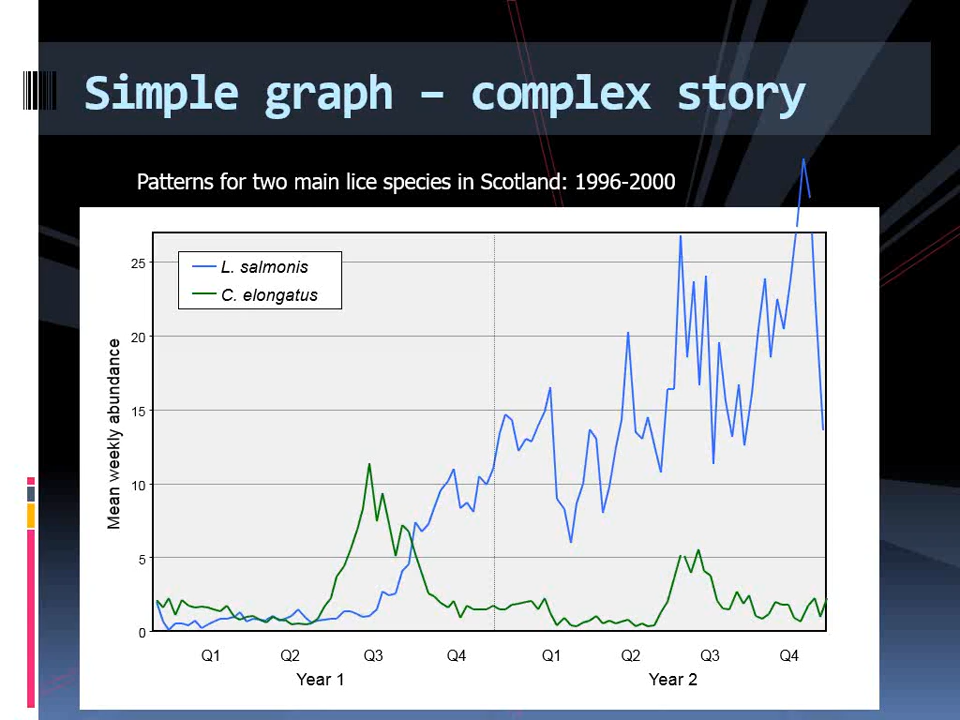 Simple graph – complex story
Patterns for two main lice species in Scotland: 1996-2000
L. salmonis
C. elongatus
Mean weekly abundance
25
20
15
10
5
0
Q1 Q2 Q3 Q4 Q1 Q2 Q3 Q4
Year 1 Year 2